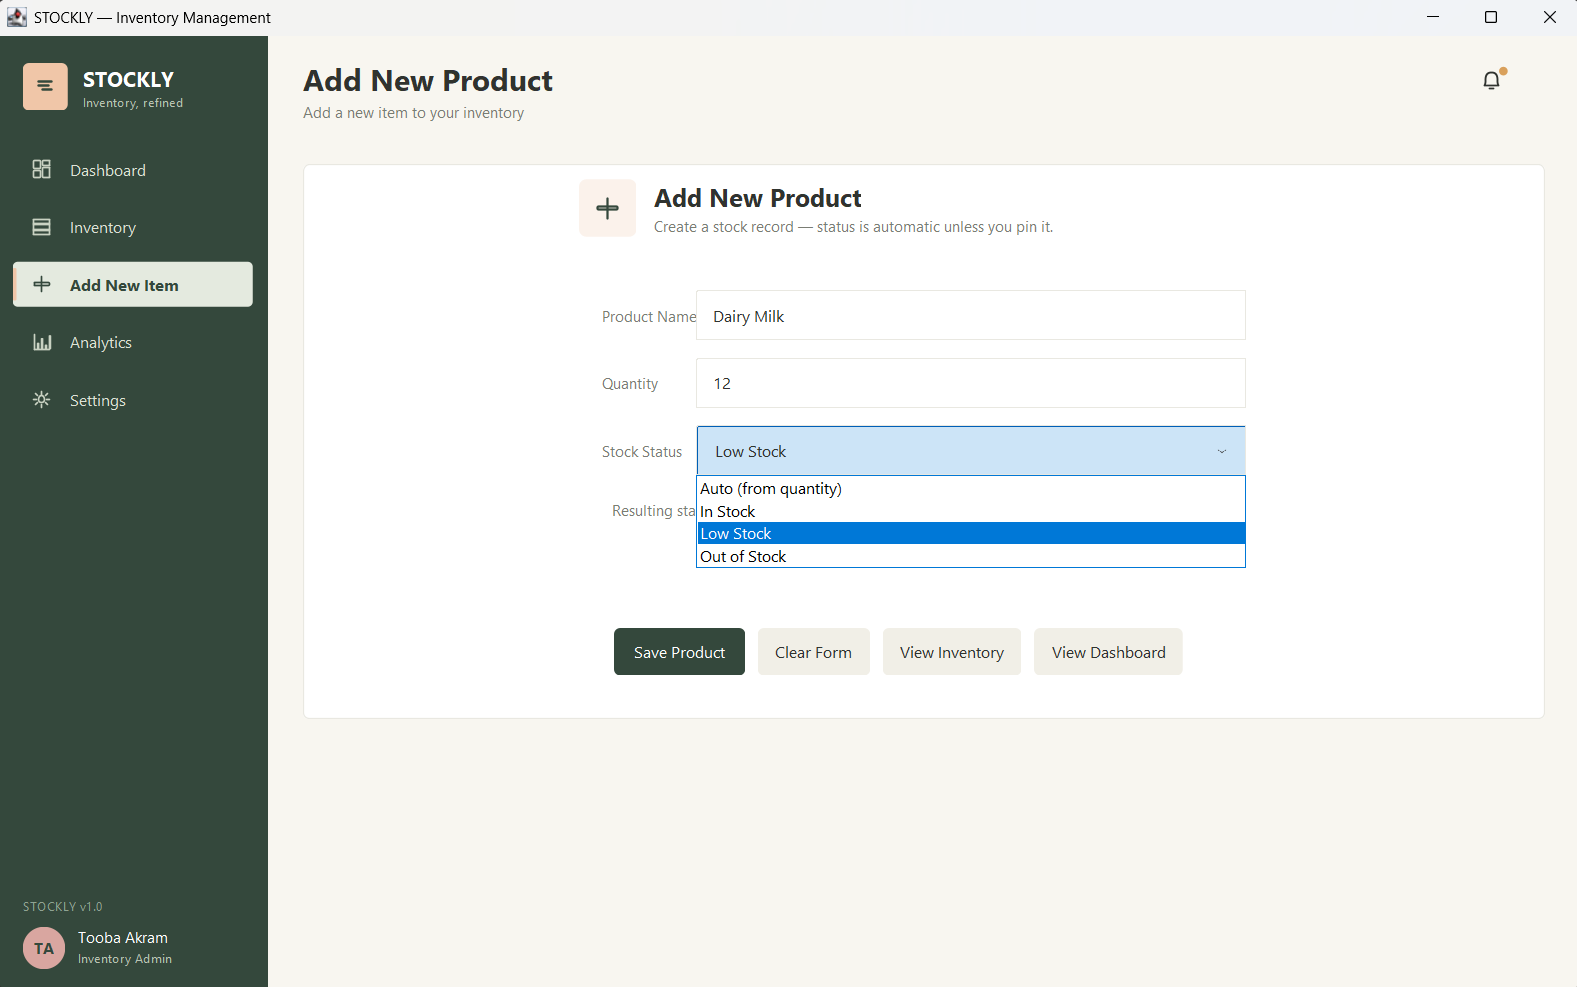 STOCKLY — Inventory Management
STOCKLY
Inventory, refined
Dashboard
Inventory
Add New Item
Analytics
Settings
STOCKLY v1.0
TA
Tooba Akram
Inventory Admin
Add New Product
Add a new item to your inventory
Add New Product
Create a stock record — status is automatic unless you pin it.
Product Name
Dairy Milk
Quantity
12
Stock Status
Low Stock
Auto (from quantity)
In Stock
Low Stock
Out of Stock
Resulting sta
Save Product
Clear Form
View Inventory
View Dashboard